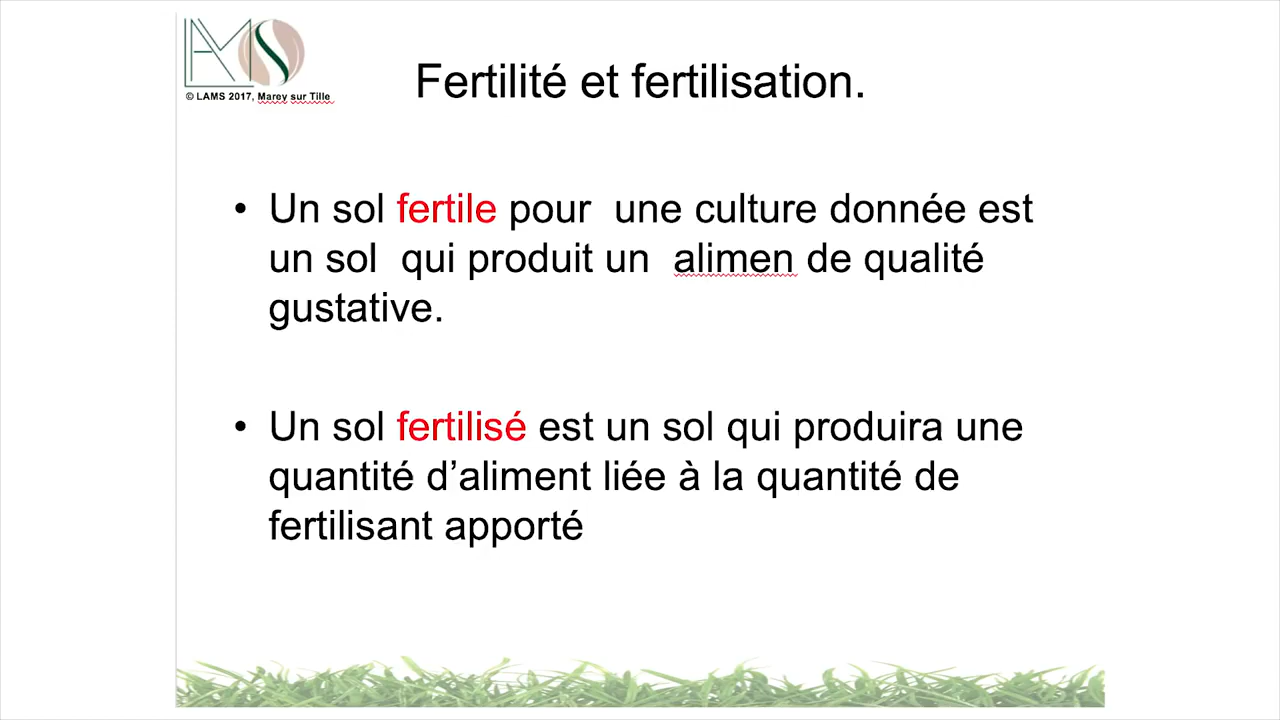 LAMS
© LAMS 2017, Marey sur Tille
Fertilité et fertilisation.
• Un sol fertile pour une culture donnée est
un sol qui produit un alimen de qualité
gustative.
• Un sol fertilisé est un sol qui produira une
quantité d’aliment liée à la quantité de
fertilisant apporté